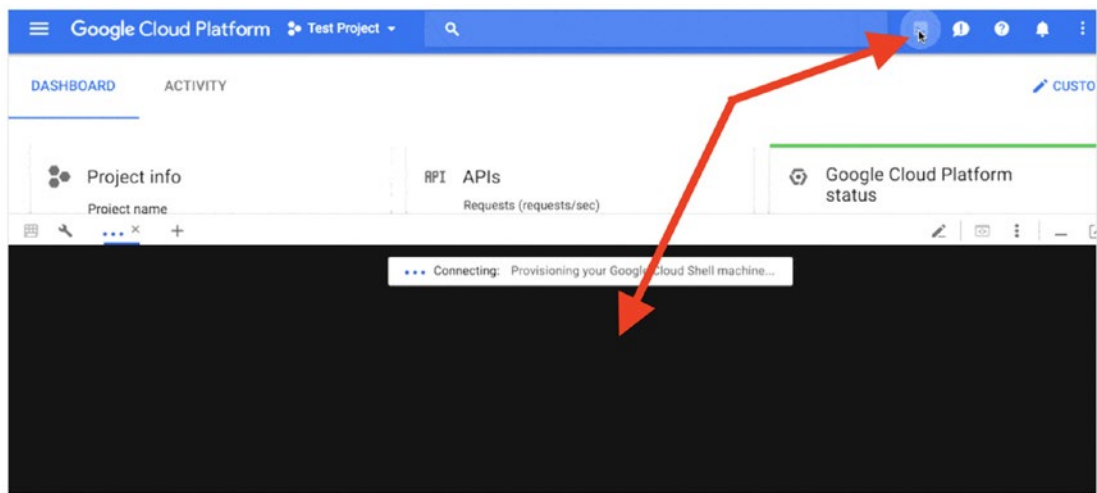 Google Cloud Platform Test Project
DASHBOARD ACTIVITY CUSTO
Project info
Project name
API APIs
Requests (requests/sec)
Google Cloud Platform
status
Connecting: Provisioning your Google Cloud Shell machine...